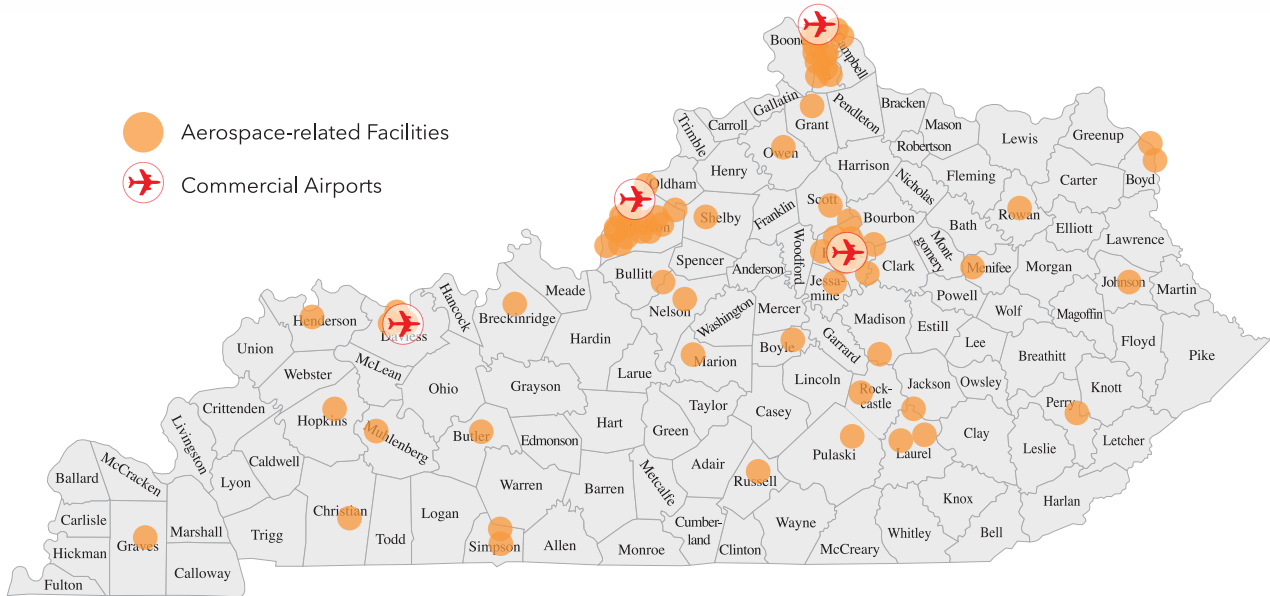 Aerospace-related Facilities
Commercial Airports
Boone
Campbell
Gallatin
Grant
Pendleton
Bracken
Mason
Robertson
Lewis
Greenup
Trimble
Carroll
Owen
Henry
Oldham
Harrison
Nicholas
Fleming
Carter
Boyd
Shelby
Franklin
Scott
Bourbon
Bath
Rowan
Elliott
Lawrence
Spencer
Anderson
Woodford
Clark
Mont-
gomery
Menifee
Morgan
Johnson
Martin
Bullitt
Nelson
Washington
Mercer
Jessa-
mine
Madison
Powell
Estill
Wolf
Magoffin
Floyd
Pike
Meade
Breckinridge
Hancock
Daviess
Henderson
Union
Webster
McLean
Ohio
Grayson
Hardin
Larue
Marion
Boyle
Garrard
Lincoln
Rock-
castle
Jackson
Lee
Owsley
Breathitt
Knott
Perry
Letcher
Leslie
Clay
Laurel
Pulaski
Casey
Taylor
Green
Hart
Edmonson
Butler
Muhlenberg
Hopkins
Crittenden
Livingston
Caldwell
Lyon
McCracken
Ballard
Carlisle
Hickman
Fulton
Graves
Marshall
Calloway
Trigg
Christian
Todd
Logan
Warren
Simpson
Allen
Barren
Monroe
Metcalfe
Adair
Cumber-
land
Russell
Clinton
Wayne
McCreary
Whitley
Knox
Bell
Harlan